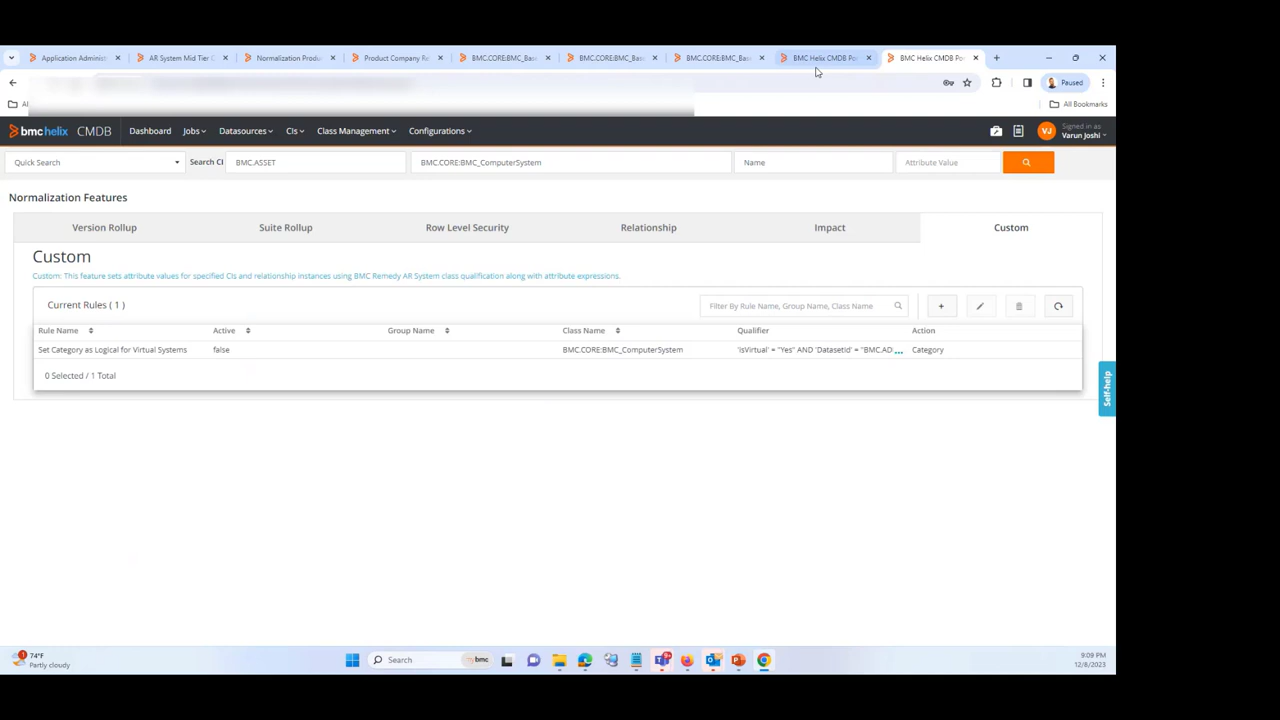 Application Administ
AR System Mid Tier C
Normalization Produ
Product Company Re
BMC.CORE:BMC_Bas
BMC.CORE:BMC_Bas
BMC.CORE:BMC_Bas
BMC Helix CMDB Por
BMC Helix CMDB Po
Paused
All Bookmarks
bmchelix CMDB Dashboard Jobs Datasources CIs Class Management Configurations
VJ Signed in as
Varun Joshi
Quick Search Search CI BMC.ASSET BMC.CORE:BMC_ComputerSystem Name Attribute Value
Normalization Features
Version Rollup Suite Rollup Row Level Security Relationship Impact Custom
Custom
Custom: This feature sets attribute values for specified CIs and relationship instances using BMC Remedy AR System class qualification along with attribute expressions.
Current Rules ( 1 ) Filter By Rule Name, Group Name, Class Name
Rule Name Active Group Name Class Name Qualifier Action
Set Category as Logical for Virtual Systems false BMC.CORE:BMC_ComputerSystem 'isVirtual' = "Yes" AND 'DatasetId' = "BMC.AD ... Category
0 Selected / 1 Total
Self-help
1 74°F
Partly cloudy
Search bmc
9+
9:09 PM
12/8/2023